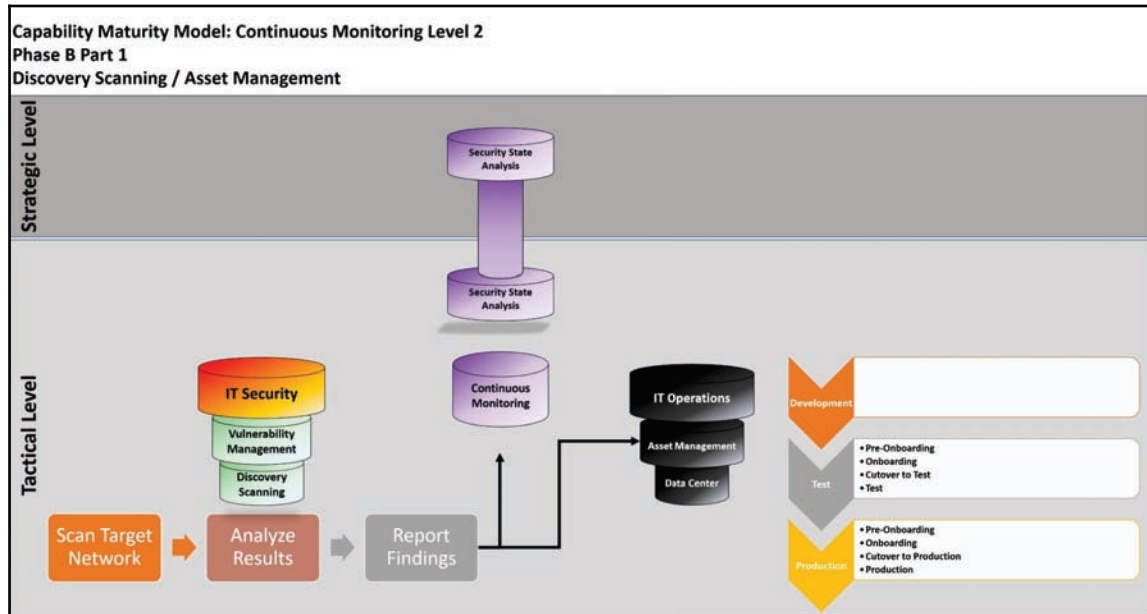 Capability Maturity Model: Continuous Monitoring Level 2
Phase B Part 1
Discovery Scanning / Asset Management
Strategic Level
Security State
Analysis
Security State
Analysis
Tactical Level
IT Security
Vulnerability
Management
Discovery
Scanning
Continuous
Monitoring
IT Operations
Asset Management
Data Center
Scan Target
Network
Analyze
Results
Report
Findings
Development
Test
• Pre-Onboarding
• Onboarding
• Cutover to Test
• Test
Production
• Pre-Onboarding
• Onboarding
• Cutover to Production
• Production